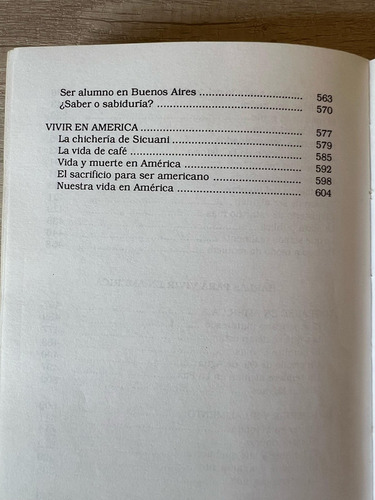 Ser alumno en Buenos Aires ........................... 563
¿Saber o sabiduría? ...................................... 570
VIVIR EN AMERICA ........................................ 577
La chichería de Sicuani .................................. 579
La vida de café ............................................ 585
Vida y muerte en América ............................. 592
El sacrificio para ser americano ...................... 598
Nuestra vida en América ............................... 604